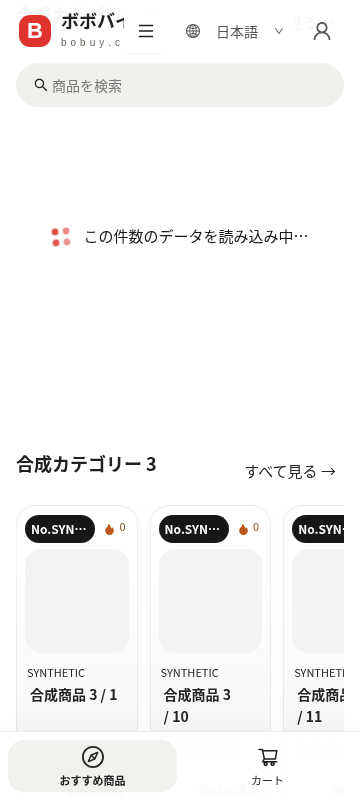 B ボボバイ
bobuy.c
日本語
商品を検索
この件数のデータを読み込み中…
合成カテゴリー 3
すべて見る →
No.SYN… 0 No.SYN… 0 No.SYN
SYNTHETIC SYNTHETIC SYNTHETI
合成商品 3 / 1 合成商品 3 / 10 合成商品 / 11
おすすめ商品 カート